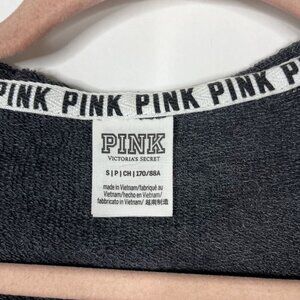 PINK PINK PINK PINK PINK
PINK
VICTORIA'S SECRET
S | P | CH | 170/88A
made in Vietnam/fabriqué au
Vietnam/hecho en Vietnam/
fabbricato in Vietnam/ 越南制造